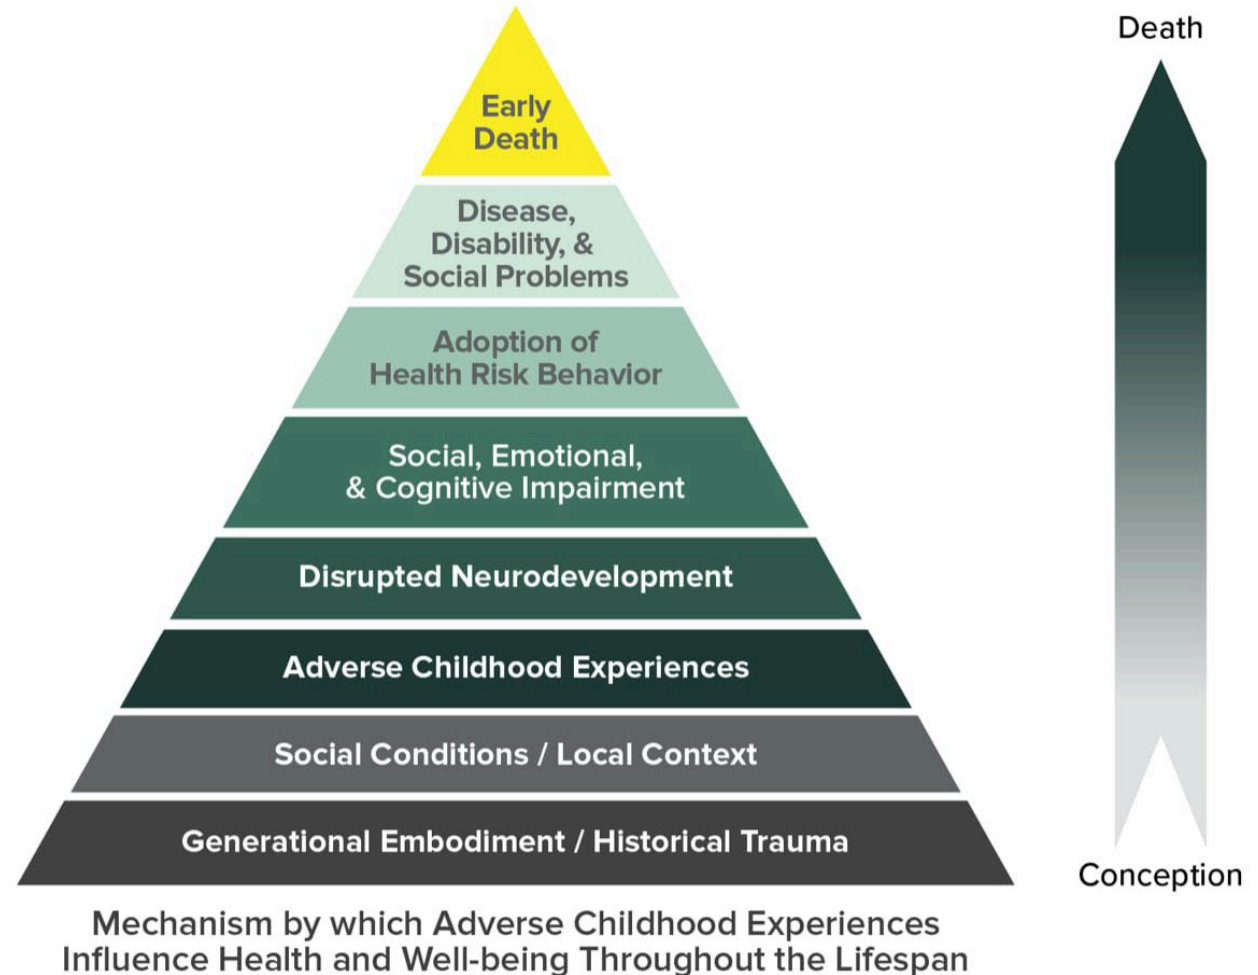 Death
Early
Death
Disease,
Disability, &
Social Problems
Adoption of
Health Risk Behavior
Social, Emotional,
& Cognitive Impairment
Disrupted Neurodevelopment
Adverse Childhood Experiences
Social Conditions / Local Context
Generational Embodiment / Historical Trauma
Conception
Mechanism by which Adverse Childhood Experiences
Influence Health and Well-being Throughout the Lifespan